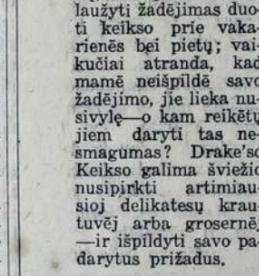 laužyti žadėjimas duo-
ti keikso prie vaka-
rienės bei pietų; vai-
kučiai atranda, kad
mamė neišpildė savo
žadėjimo, jie lieka nu-
sivylę—o kam reikėtų
jiem daryti tas ne-
smagumas? Drake'so
Keikso galima šviežio
nusipirkti artimiau-
sioj delikatesų krau-
tuvėj arba grosernėj
—ir išpildyti savo pa-
darytus prižadus.